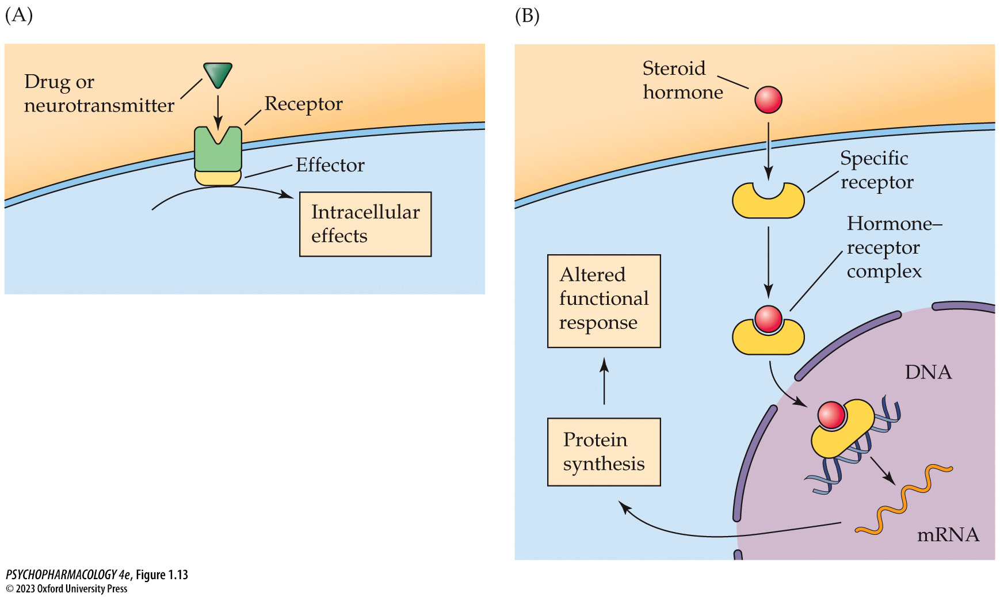 (A)
Drug or
neurotransmitter
Receptor
Effector
Intracellular
effects
(B)
Steroid
hormone
Specific
receptor
Hormone–
receptor
complex
Altered
functional
response
DNA
Protein
synthesis
mRNA
PSYCHOPHARMACOLOGY 4e, Figure 1.13
© 2023 Oxford University Press